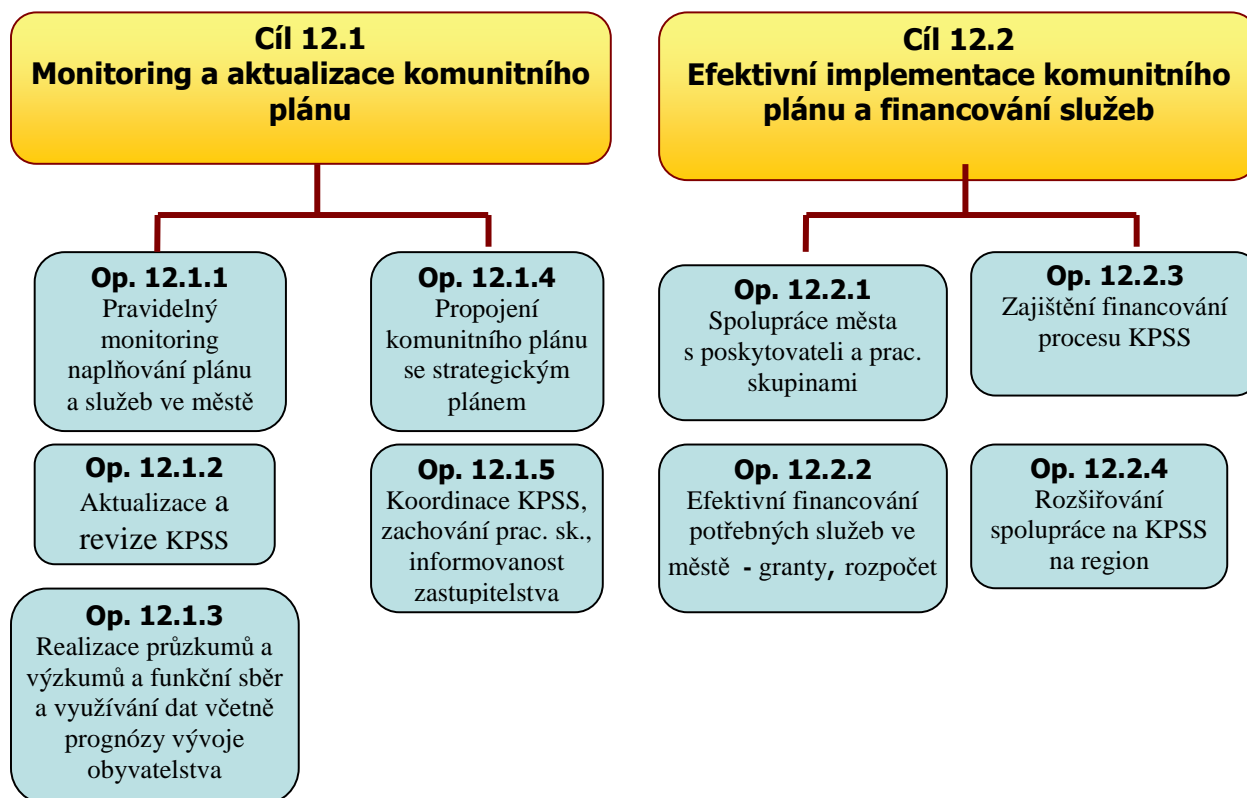 Cíl 12.1
Monitoring a aktualizace komunitního
plánu
Cíl 12.2
Efektivní implementace komunitního
plánu a financování služeb
Op. 12.1.1
Pravidelný
monitoring
naplňování plánu
a služeb ve městě
Op. 12.1.2
Aktualizace a
revize KPSS
Op. 12.1.3
Realizace průzkumů a
výzkumů a funkční sběr
a využívání dat včetně
prognózy vývoje
obyvatelstva
Op. 12.1.4
Propojení
komunitního plánu
se strategickým
plánem
Op. 12.1.5
Koordinace KPSS,
zachování prac. sk.,
informovanost
zastupitelstva
Op. 12.2.1
Spolupráce města
s poskytovateli a prac.
skupinami
Op. 12.2.2
Efektivní financování
potřebných služeb ve
městě - granty, rozpočet
Op. 12.2.3
Zajištění financování
procesu KPSS
Op. 12.2.4
Rozšiřování
spolupráce na KPSS
na region